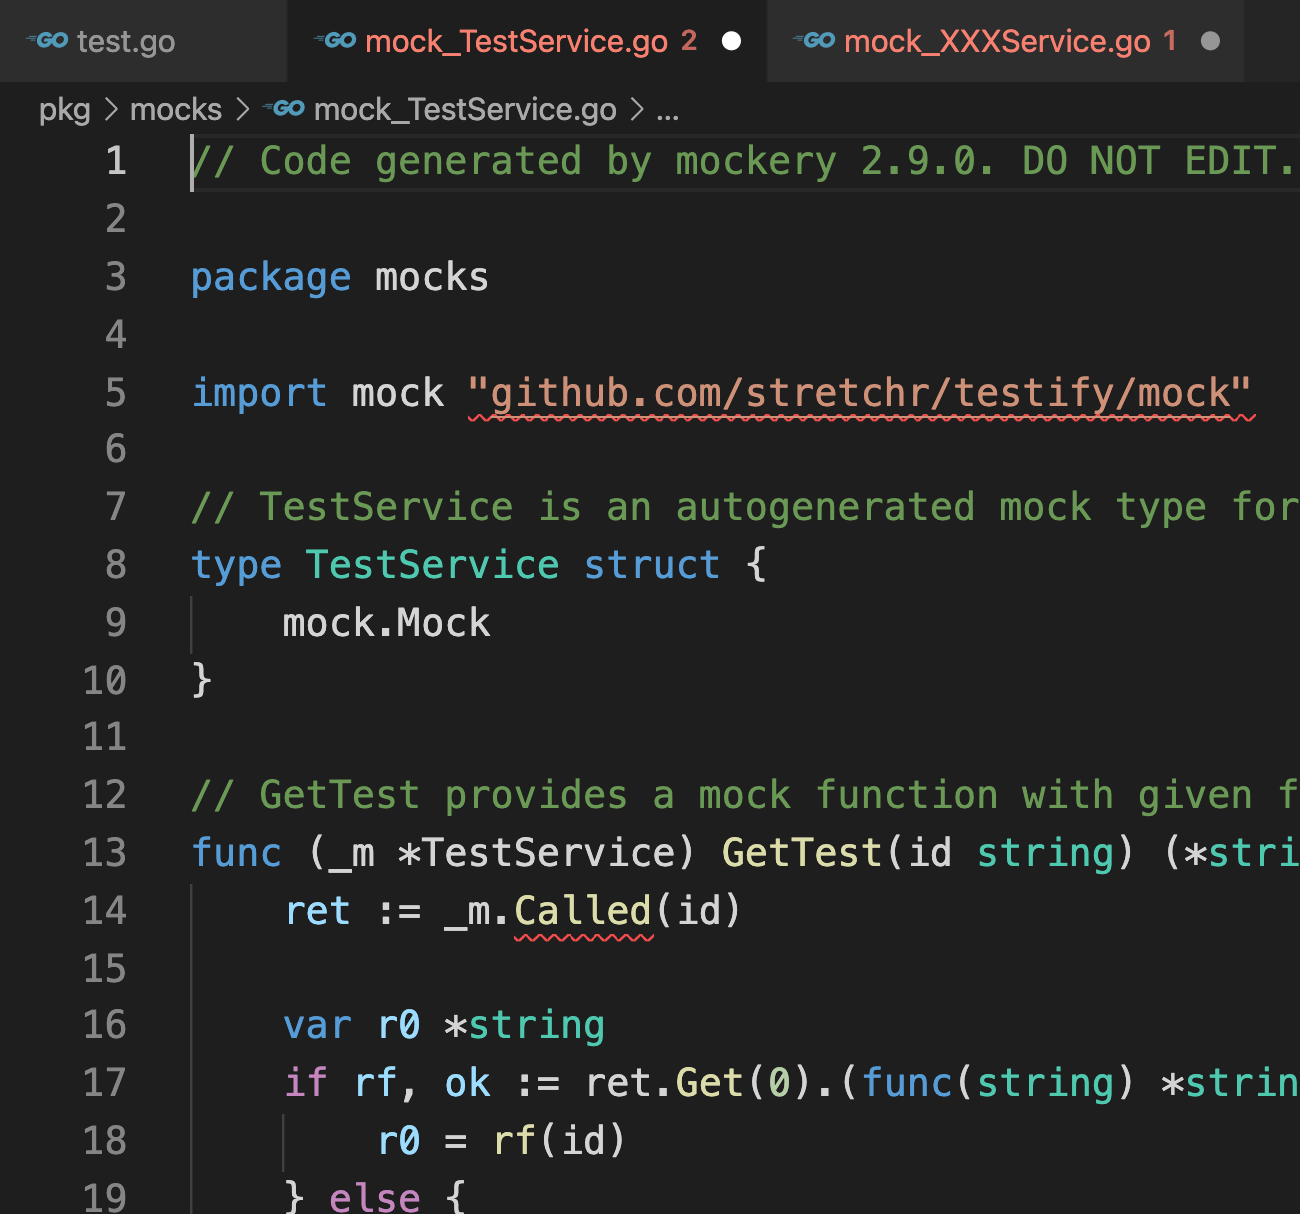 GO test.go
GO mock_TestService.go 2
GO mock_XXXService.go 1
pkg > mocks > GO mock_TestService.go > ...
1 // Code generated by mockery 2.9.0. DO NOT EDIT.
2
3 package mocks
4
5 import mock "github.com/stretchr/testify/mock"
6
7 // TestService is an autogenerated mock type for
8 type TestService struct {
9 mock.Mock
10 }
11
12 // GetTest provides a mock function with given f
13 func (_m *TestService) GetTest(id string) (*stri
14 ret := _m.Called(id)
15
16 var r0 *string
17 if rf, ok := ret.Get(0).(func(string) *strin
18 r0 = rf(id)
19 } else {